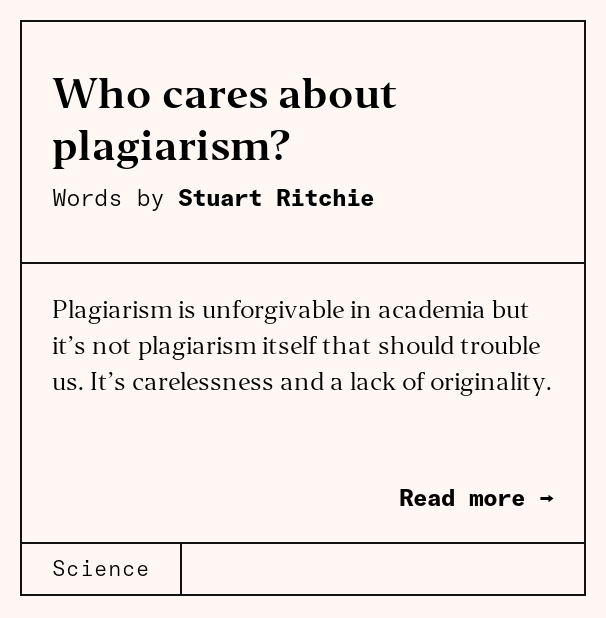 Who cares about
plagiarism?
Words by Stuart Ritchie
Plagiarism is unforgivable in academia but
it’s not plagiarism itself that should trouble
us. It’s carelessness and a lack of originality.
Read more →
Science